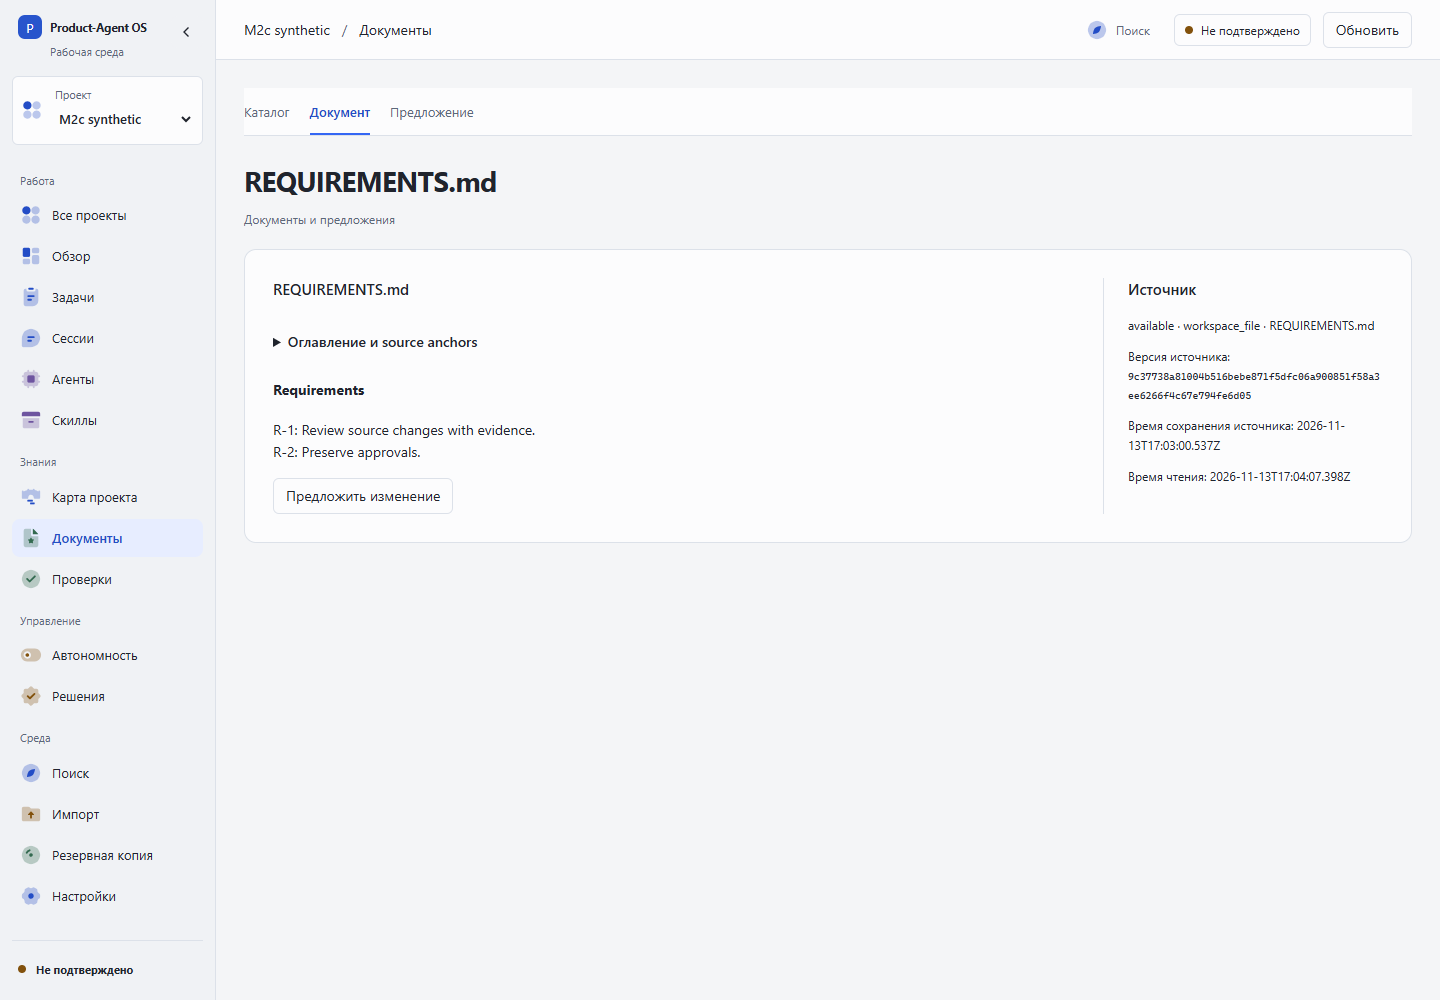 Product-Agent OS
Рабочая среда
Проект
M2c synthetic
Работа
Все проекты
Обзор
Задачи
Сессии
Агенты
Скиллы
Знания
Карта проекта
Документы
Проверки
Управление
Автономность
Решения
Среда
Поиск
Импорт
Резервная копия
Настройки
Не подтверждено
M2c synthetic / Документы
Поиск
Не подтверждено
Обновить
Каталог Документ Предложение
REQUIREMENTS.md
Документы и предложения
REQUIREMENTS.md
Оглавление и source anchors
Requirements
R-1: Review source changes with evidence.
R-2: Preserve approvals.
Предложить изменение
Источник
available · workspace_file · REQUIREMENTS.md
Версия источника:
9c37738a81004b516bebe871f5dfc06a900851f58a3
ee6266f4c67e794fe6d05
Время сохранения источника: 2026-11-
13T17:03:00.537Z
Время чтения: 2026-11-13T17:04:07.398Z